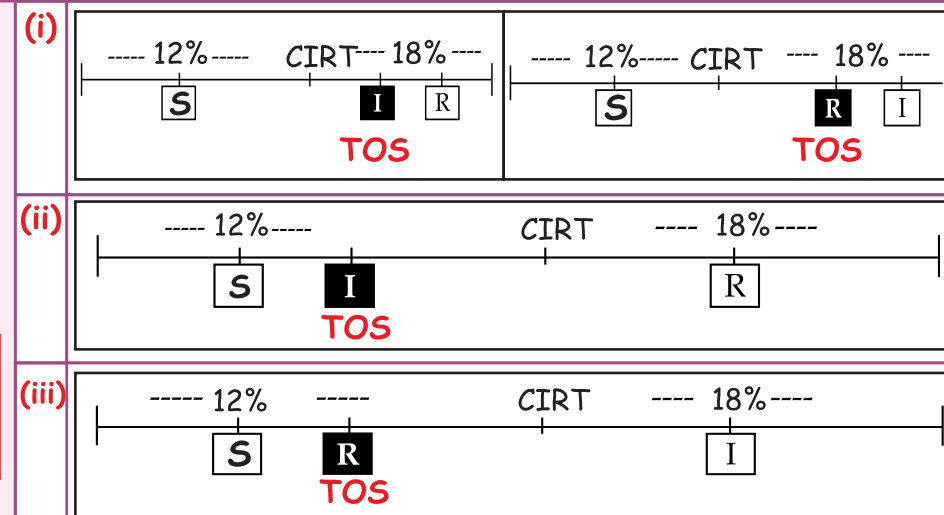 (i)
----- 12% ----- CIRT ---- 18% ----
S I R
TOS
----- 12% ----- CIRT ---- 18% ----
S R I
TOS
(ii)
----- 12% ----- CIRT ---- 18% ----
S I R
TOS
(iii)
----- 12% ----- CIRT ---- 18% ----
S R I
TOS